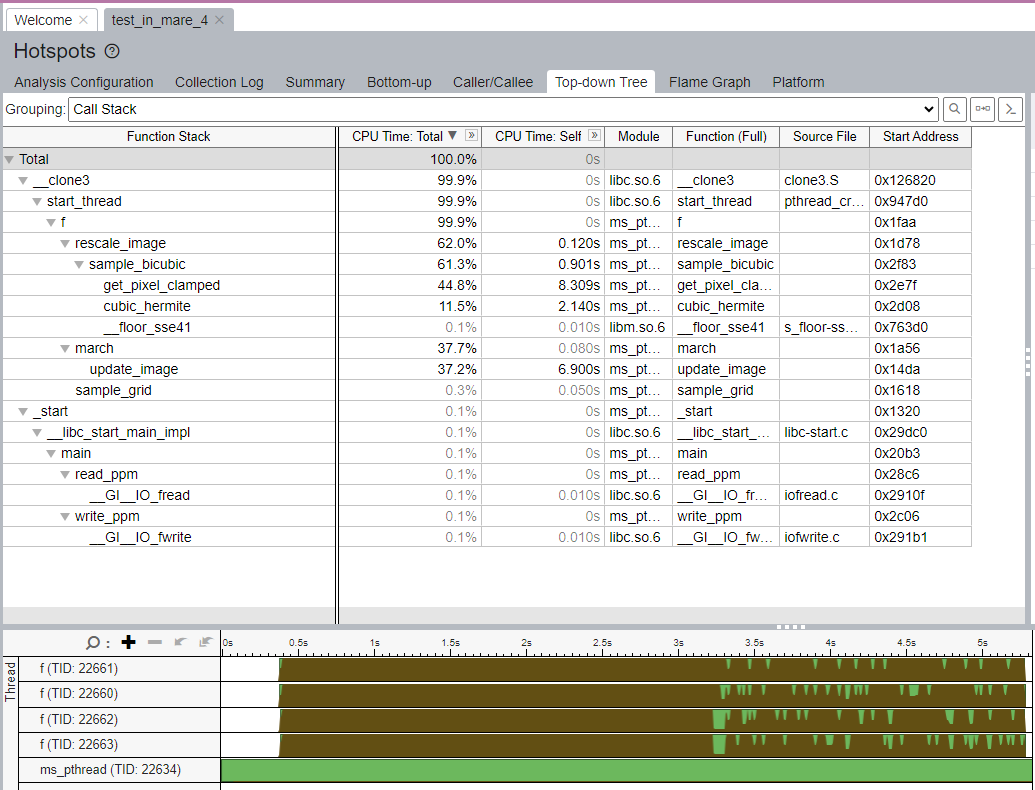 Welcome × test_in_mare_4 ×
Hotspots ?
Analysis Configuration Collection Log Summary Bottom-up Caller/Callee Top-down Tree Flame Graph Platform
Grouping: Call Stack
Function Stack CPU Time: Total ▼ » CPU Time: Self » Module Function (Full) Source File Start Address
Total 100.0% 0s
__clone3 99.9% 0s libc.so.6 __clone3 clone3.S 0x126820
start_thread 99.9% 0s libc.so.6 start_thread pthread_cr... 0x947d0
f 99.9% 0s ms_pt... f 0x1faa
rescale_image 62.0% 0.120s ms_pt... rescale_image 0x1d78
sample_bicubic 61.3% 0.901s ms_pt... sample_bicubic 0x2f83
get_pixel_clamped 44.8% 8.309s ms_pt... get_pixel_cla... 0x2e7f
cubic_hermite 11.5% 2.140s ms_pt... cubic_hermite 0x2d08
__floor_sse41 0.1% 0.010s libm.so.6 __floor_sse41 s_floor-ss... 0x763d0
march 37.7% 0.080s ms_pt... march 0x1a56
update_image 37.2% 6.900s ms_pt... update_image 0x14da
sample_grid 0.3% 0.050s ms_pt... sample_grid 0x1618
_start 0.1% 0s ms_pt... _start 0x1320
__libc_start_main_impl 0.1% 0s libc.so.6 __libc_start_... libc-start.c 0x29dc0
main 0.1% 0s ms_pt... main 0x20b3
read_ppm 0.1% 0s ms_pt... read_ppm 0x28c6
__GI__IO_fread 0.1% 0.010s libc.so.6 __GI__IO_fr... iofread.c 0x2910f
write_ppm 0.1% 0s ms_pt... write_ppm 0x2c06
__GI__IO_fwrite 0.1% 0.010s libc.so.6 __GI__IO_fw... iofwrite.c 0x291b1
0s 0.5s 1s 1.5s 2s 2.5s 3s 3.5s 4s 4.5s 5s
Thread
f (TID: 22661)
f (TID: 22660)
f (TID: 22662)
f (TID: 22663)
ms_pthread (TID: 22634)